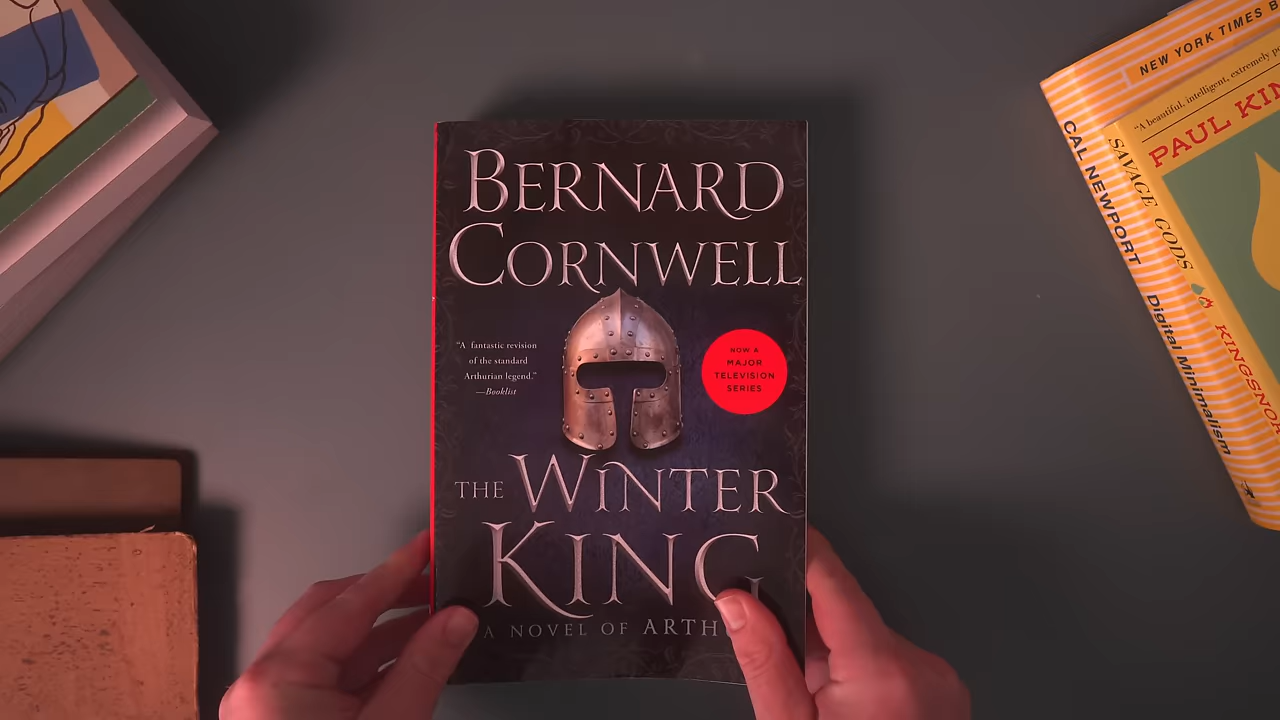 BERNARD
CORNWELL
"A fantastic revision
of the standard
Arthurian legend."
—Booklist
NOW A
MAJOR
TELEVISION
SERIES
THE WINTER
KING
A NOVEL OF ARTH
NEW YORK TIMES B
CAL NEWPORT
Digital Minimalism
"A beautiful, intelligent, extremely p
PAUL KIN
SAVAGE GODS
KINGSNOR